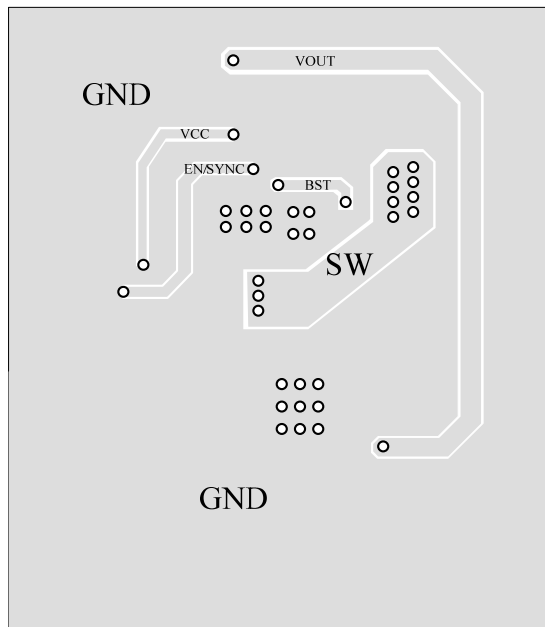 VOUT
GND
VCC
EN/SYNC
BST
SW
GND